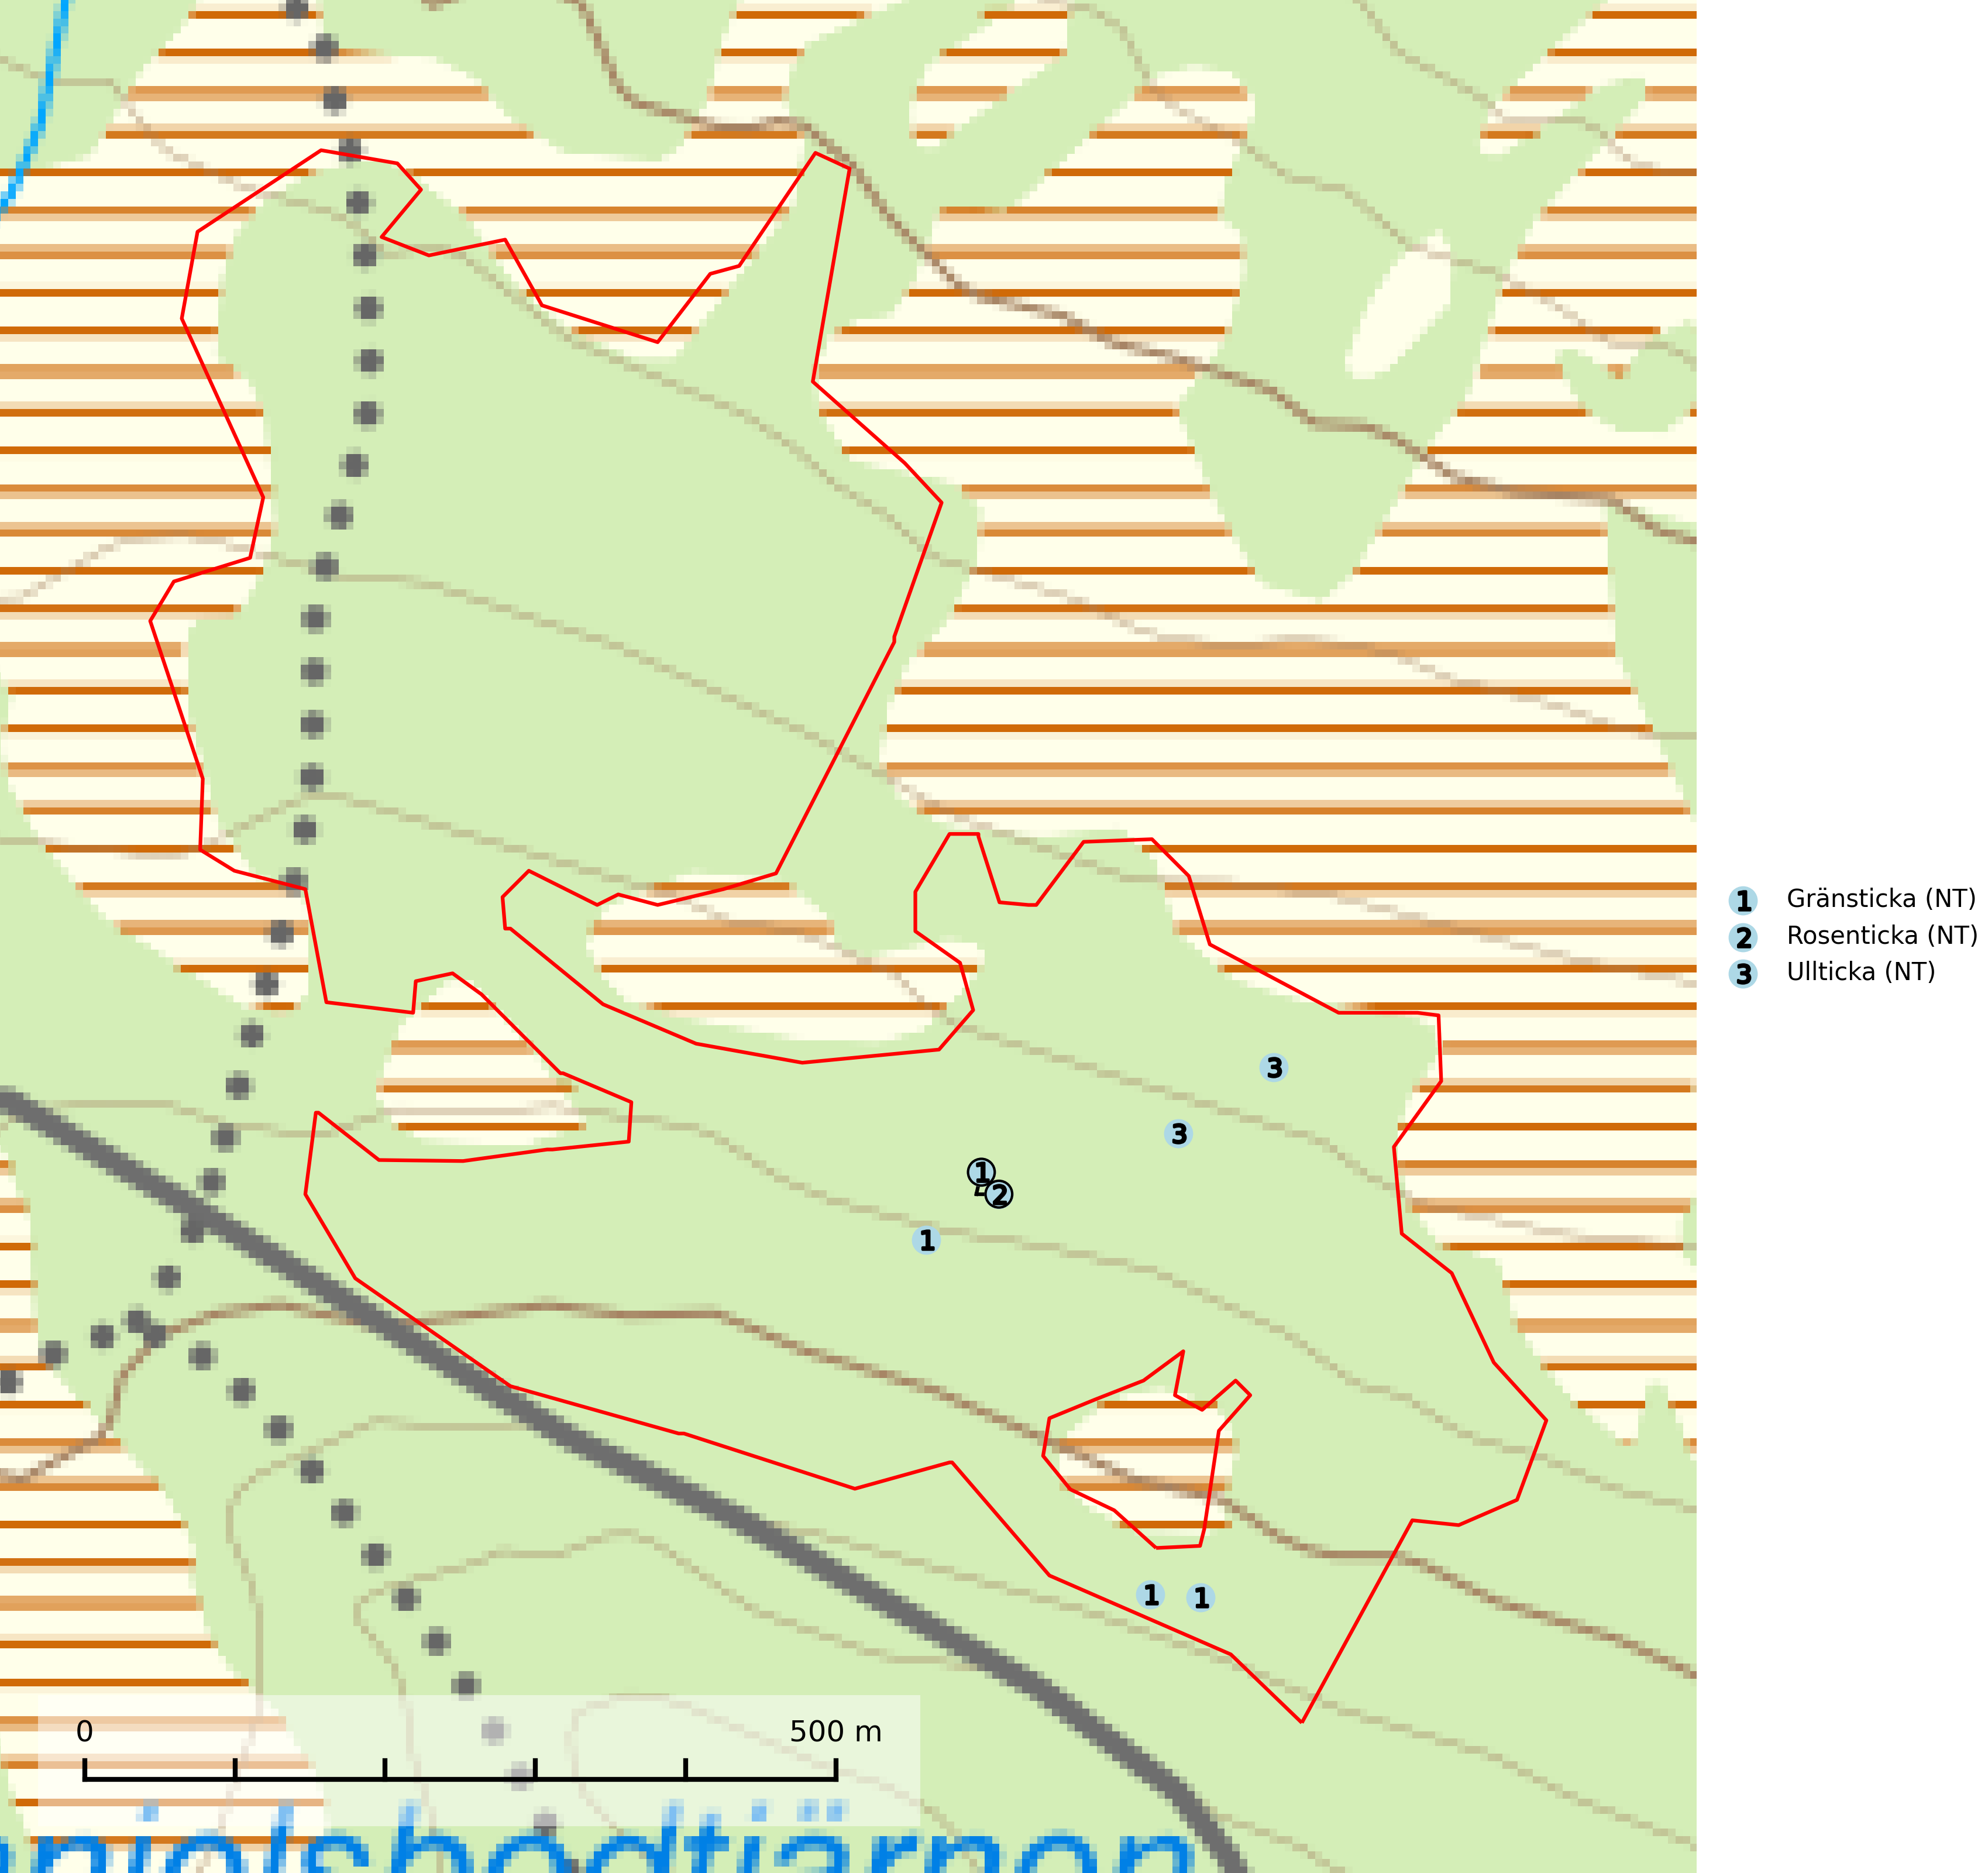 1 Gränsticka (NT)
2 Rosenticka (NT)
3 Ullticka (NT)
3
3
1
2
1
1 1
0 500 m